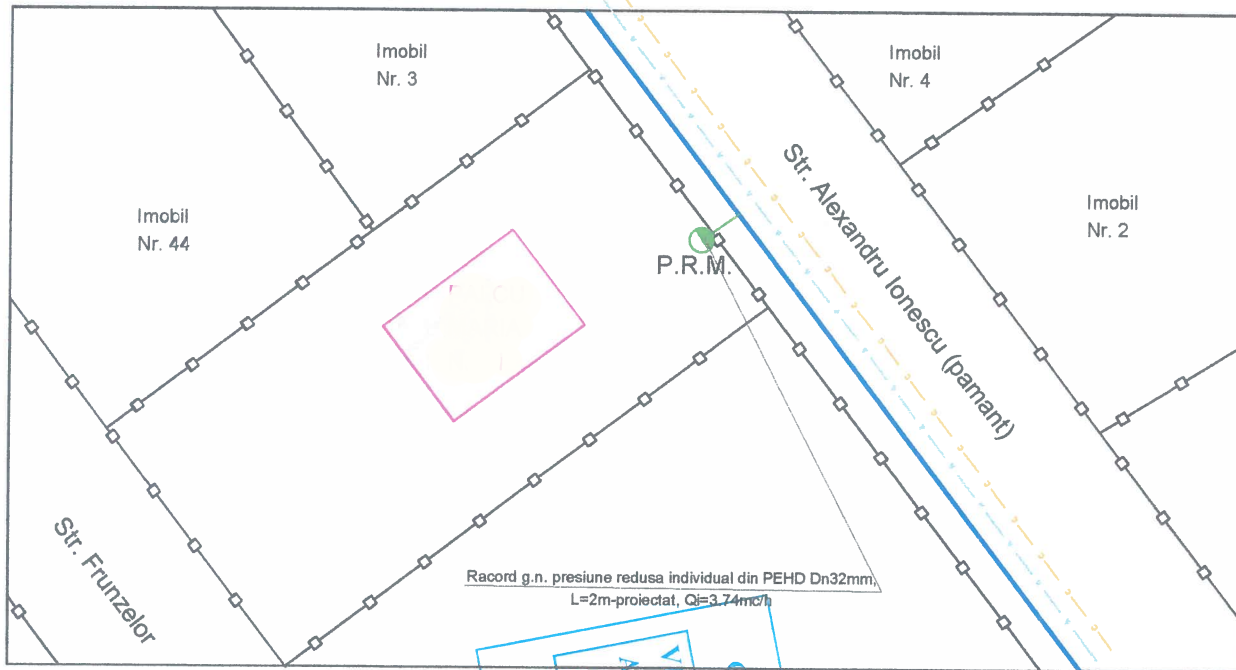 Imobil
Nr. 3
Imobil
Nr. 4
Imobil
Nr. 44
Imobil
Nr. 2
Str. Alexandru Ionescu (pamant)
P.R.M.
Str. Frunzelor
Racord g.n. presiune redusa individual din PEHD Dn32mm,
L=2m-proiectat, Qi=3.74mc/h